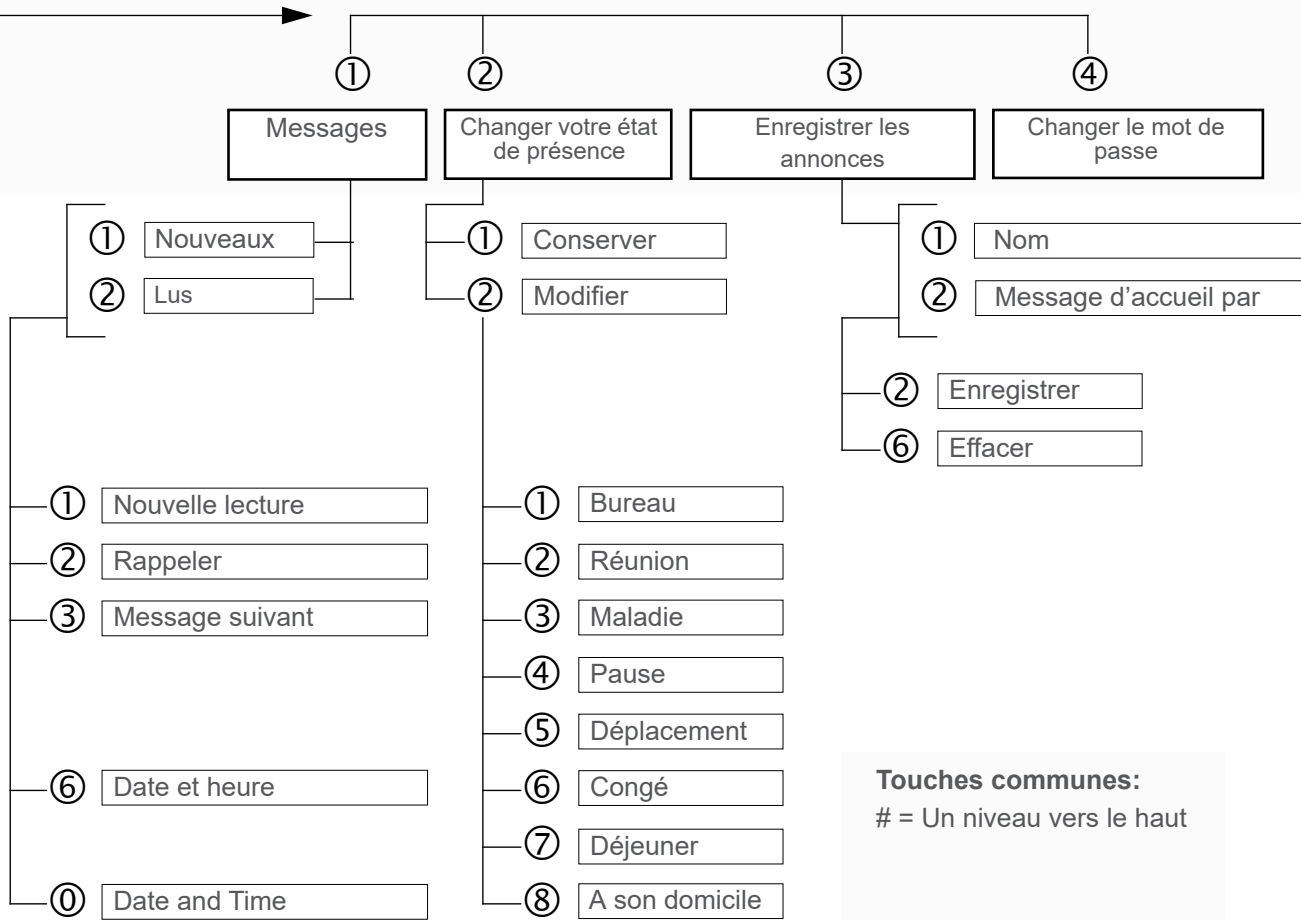 ① ② ③ ④
Messages
Changer votre état
de présence
Enregistrer les
annonces
Changer le mot de
passe
① Nouveaux
② Lus
① Conserver
② Modifier
① Nom
② Message d’accueil par
② Enregistrer
⑥ Effacer
① Nouvelle lecture
② Rappeler
③ Message suivant
⑥ Date et heure
⓪ Date and Time
① Bureau
② Réunion
③ Maladie
④ Pause
⑤ Déplacement
⑥ Congé
⑦ Déjeuner
⑧ A son domicile
Touches communes:
# = Un niveau vers le haut